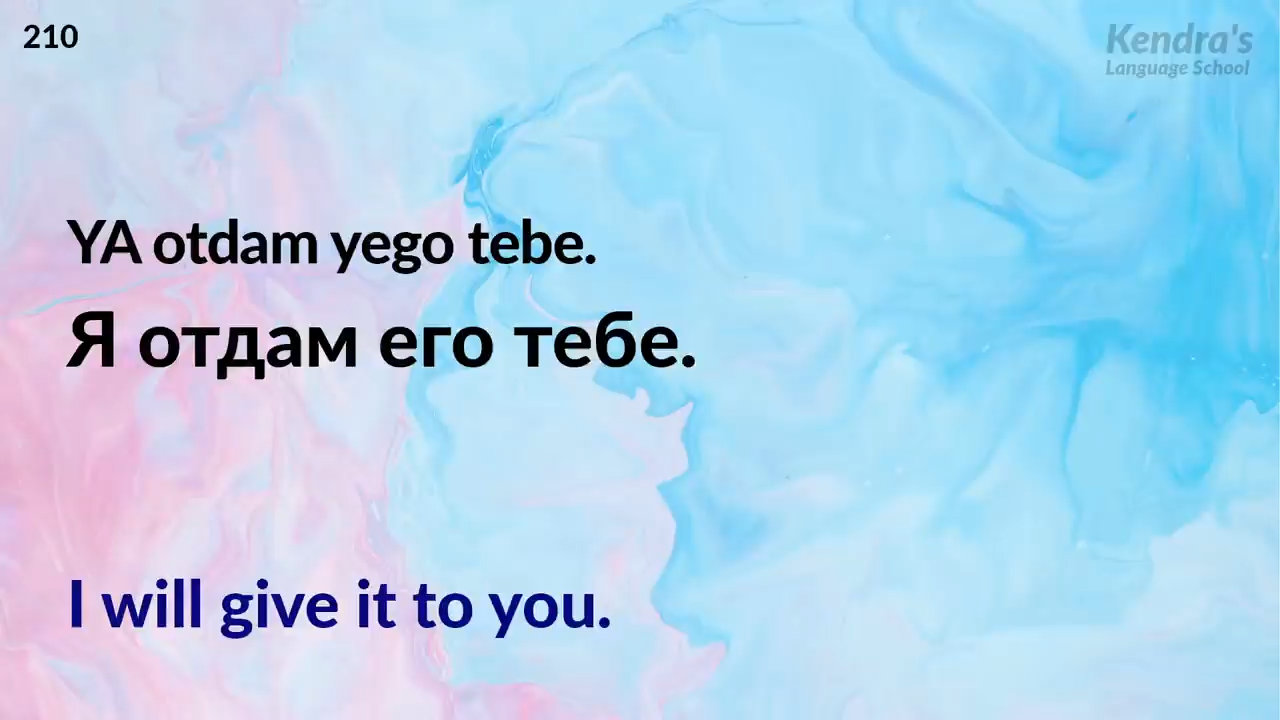 210
Kendra's
Language School
YA otdam yego tebe.
Я отдам его тебе.
I will give it to you.